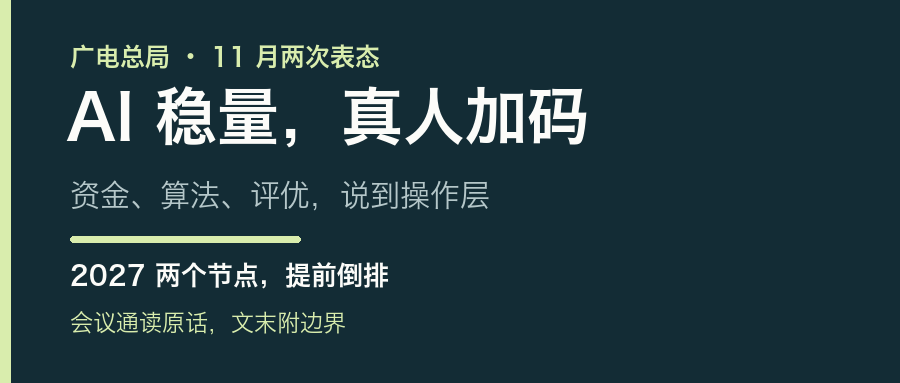 广电总局 · 11 月两次表态
AI 稳量，真人加码
资金、算法、评优，说到操作层
2027 两个节点，提前倒排
会议通读原话，文末附边界